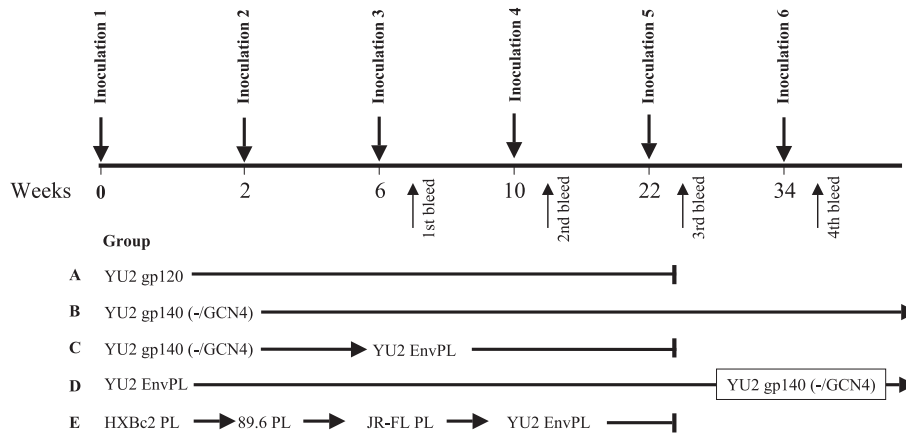 Inoculation 1
Inoculation 2
Inoculation 3
Inoculation 4
Inoculation 5
Inoculation 6
Weeks 0 2 6 10 22 34
1st bleed
2nd bleed
3rd bleed
4th bleed
Group
A YU2 gp120
B YU2 gp140 (-/GCN4)
C YU2 gp140 (-/GCN4) YU2 EnvPL
D YU2 EnvPL YU2 gp140 (-/GCN4)
E HXBc2 PL 89.6 PL JR-FL PL YU2 EnvPL